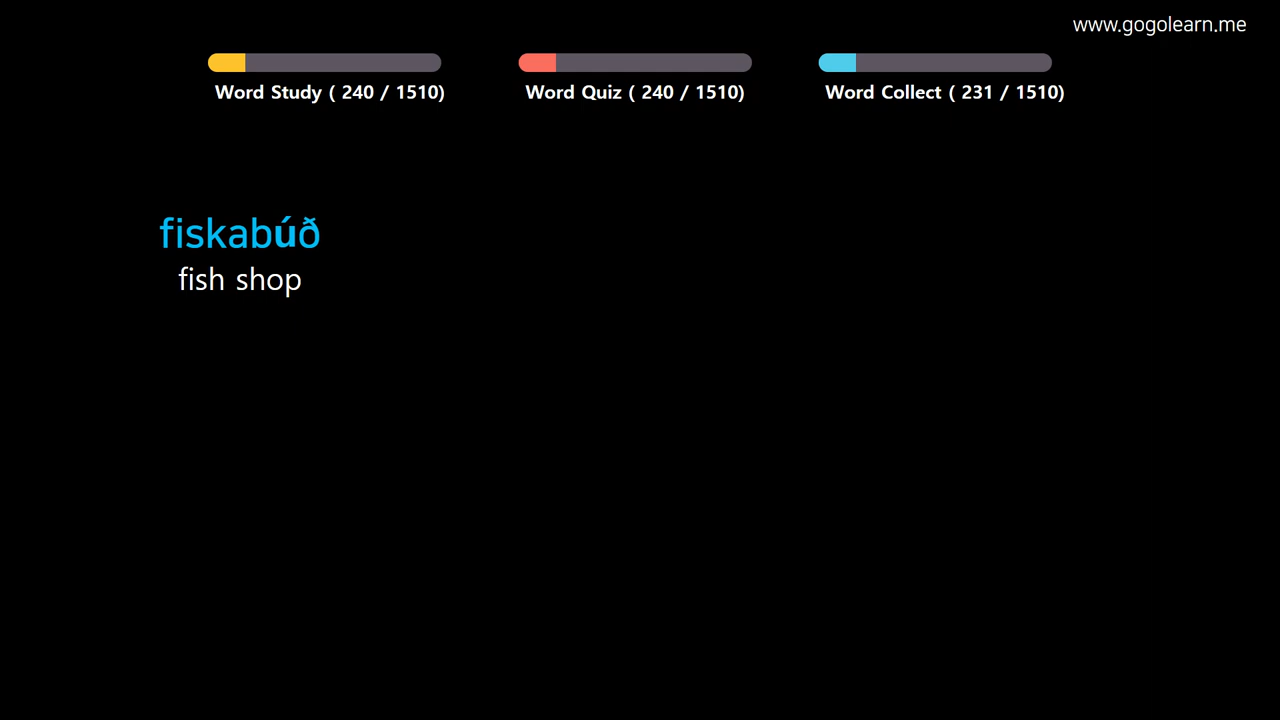 www.gogolearn.me
Word Study ( 240 / 1510)
Word Quiz ( 240 / 1510)
Word Collect ( 231 / 1510)
fiskabúð
fish shop